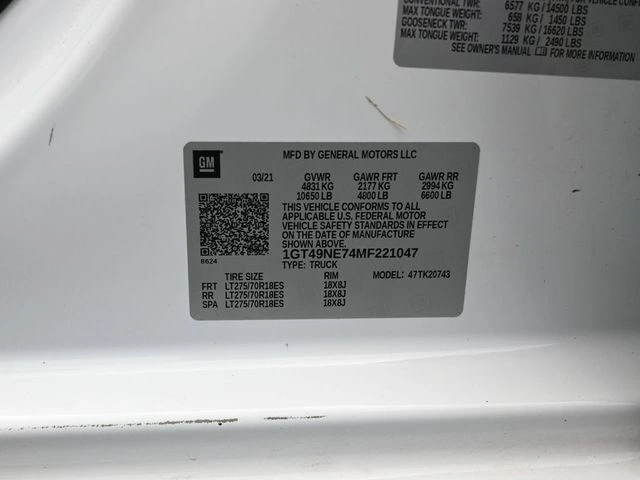 CONVENTIONAL TWR: 6577 KG/14500 LBS
MAX TONGUE WEIGHT: 658 KG/ 1450 LBS
GOOSENECK TWR: 7539 KG/16620 LBS
MAX TONGUE WEIGHT: 1129 KG/ 2490 LBS
SEE OWNER'S MANUAL FOR MORE INFORMATION
GM
MFD BY GENERAL MOTORS LLC
03/21 GVWR GAWR FRT GAWR RR
4831 KG 2177 KG 2994 KG
10650 LB 4800 LB 6600 LB
THIS VEHICLE CONFORMS TO ALL
APPLICABLE U.S. FEDERAL MOTOR
VEHICLE SAFETY STANDARDS IN EFFECT
ON THE DATE OF MANUFACTURE SHOWN ABOVE.
1GT49NE74MF221047
8624
TYPE: TRUCK
TIRE SIZE RIM MODEL: 47TK20743
FRT LT275/70R18ES 18X8J
RR LT275/70R18ES 18X8J
SPA LT275/70R18ES 18X8J